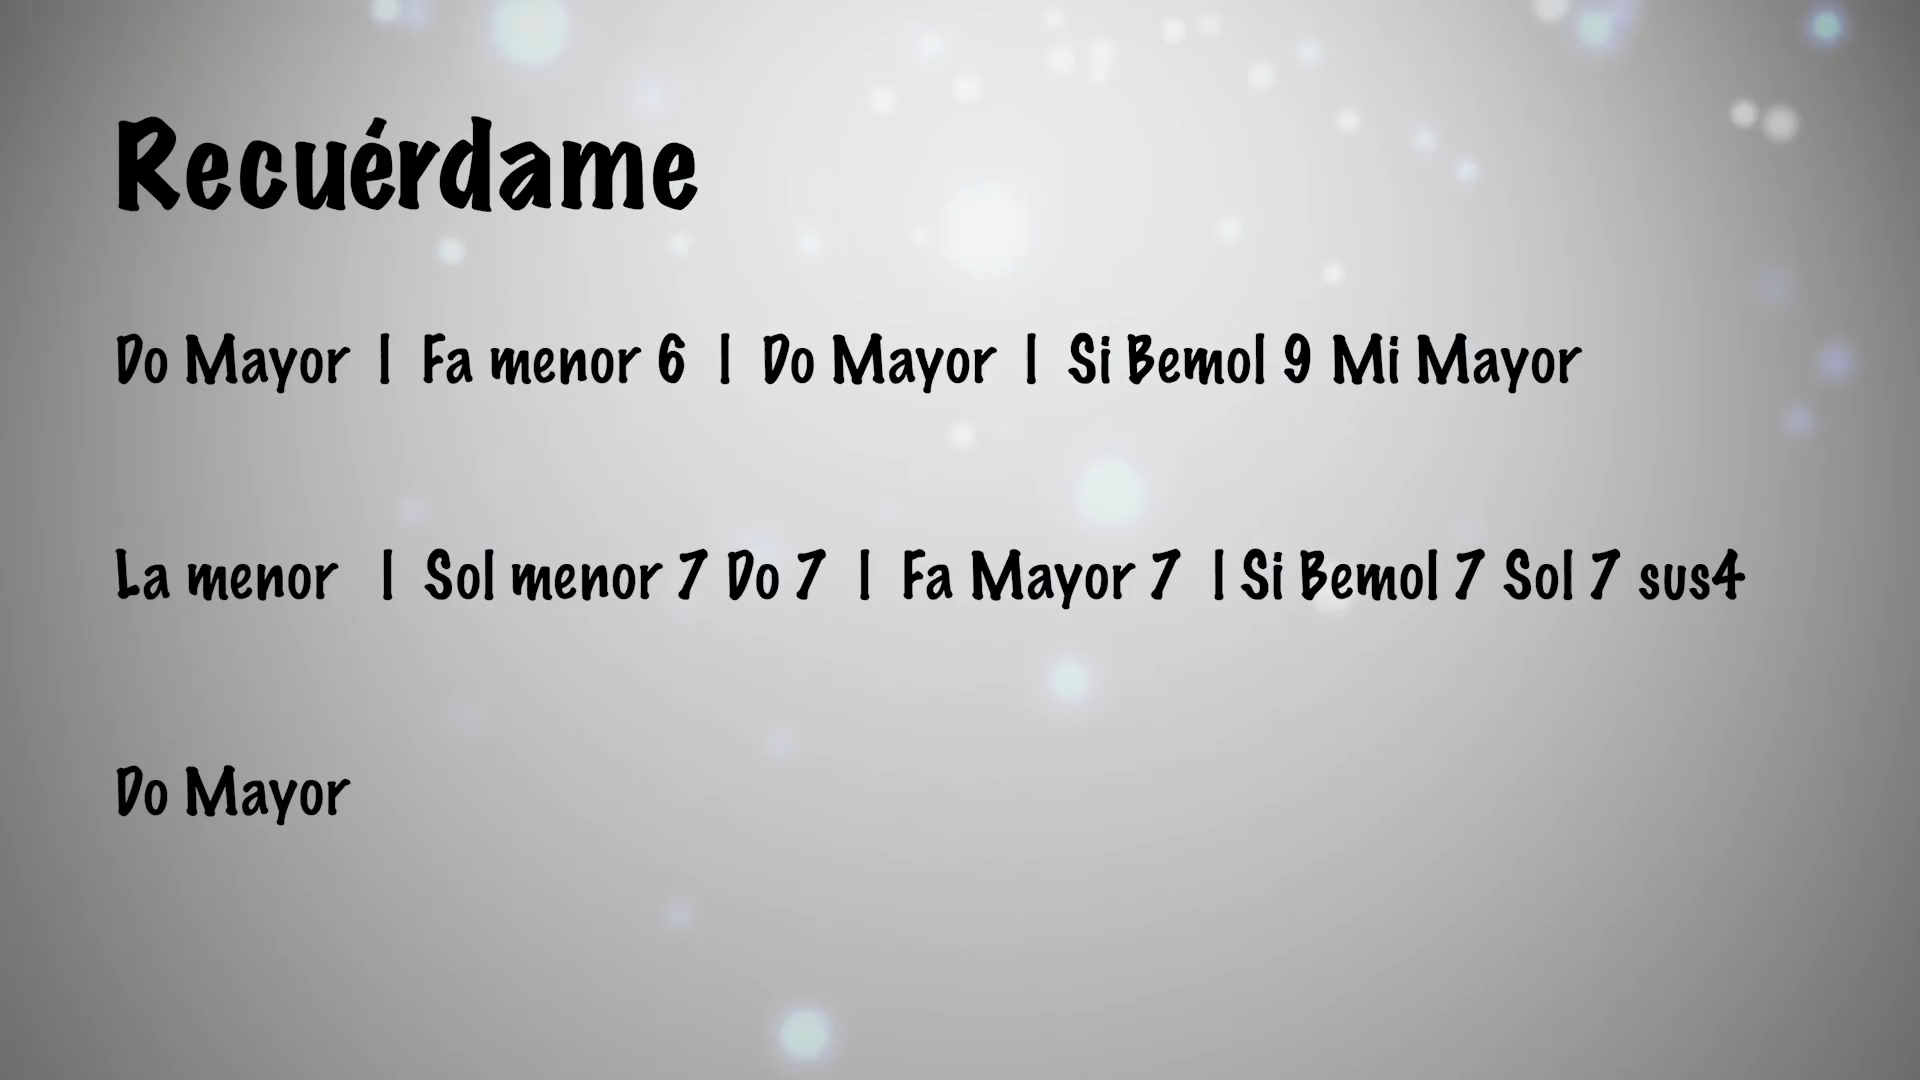 Recuérdame
Do Mayor | Fa menor 6 | Do Mayor | Si Bemol 9 Mi Mayor
La menor | Sol menor 7 Do 7 | Fa Mayor 7 | Si Bemol 7 Sol 7 sus4
Do Mayor